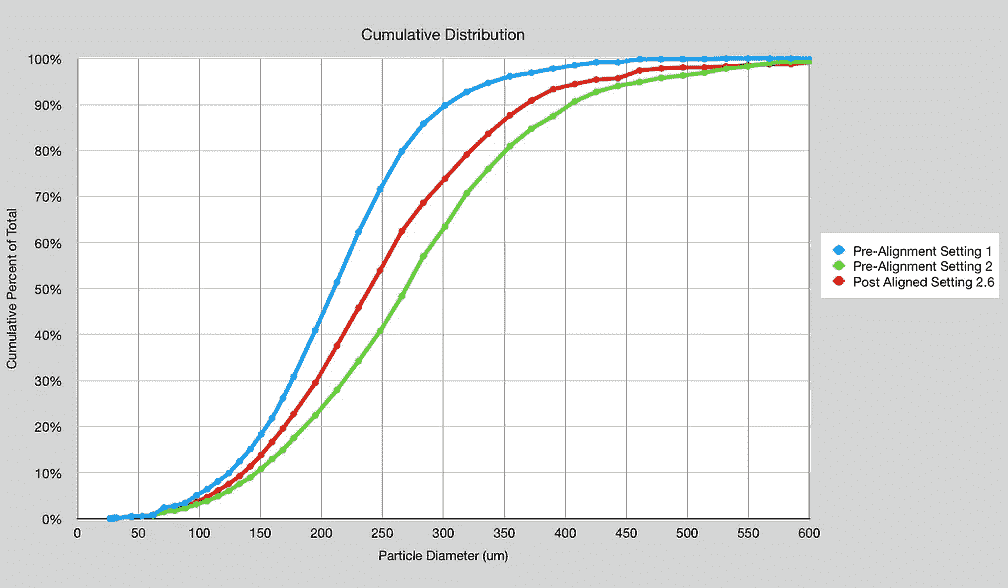 Cumulative Distribution
100%
90%
80%
70%
60%
50%
40%
30%
20%
10%
0%
Cumulative Percent of Total
0 50 100 150 200 250 300 350 400 450 500 550 600
Particle Diameter (um)
Pre-Alignment Setting 1
Pre-Alignment Setting 2
Post Aligned Setting 2.6